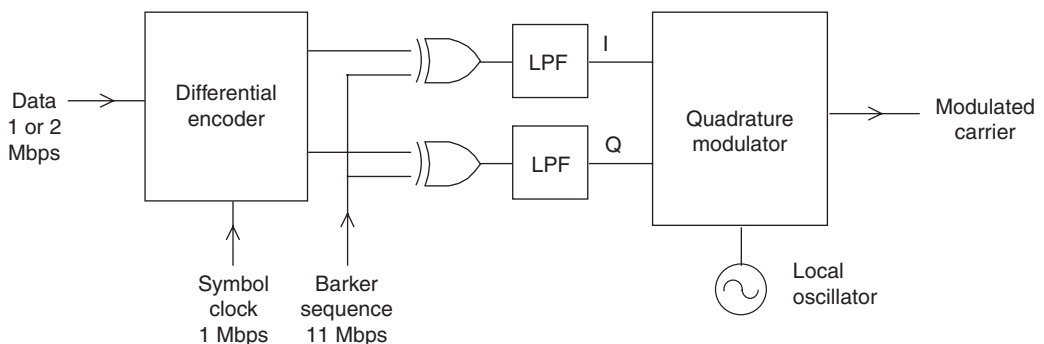 Data
1 or 2
Mbps
Differential
encoder
Symbol
clock
1 Mbps
Barker
sequence
11 Mbps
LPF
I
LPF
Q
Quadrature
modulator
Local
oscillator
Modulated
carrier